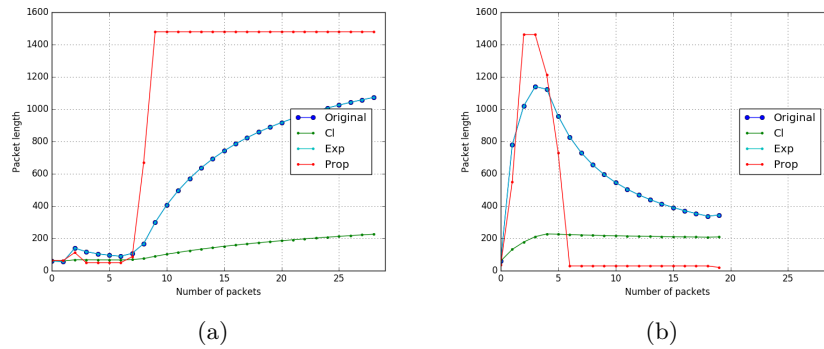 1600
1400
1200
1000
800
600
400
200
0
Packet length
0 5 10 15 20 25
Number of packets
Original
Cl
Exp
Prop
(a)
1600
1400
1200
1000
800
600
400
200
0
Packet length
0 5 10 15 20 25
Number of packets
Original
Cl
Exp
Prop
(b)